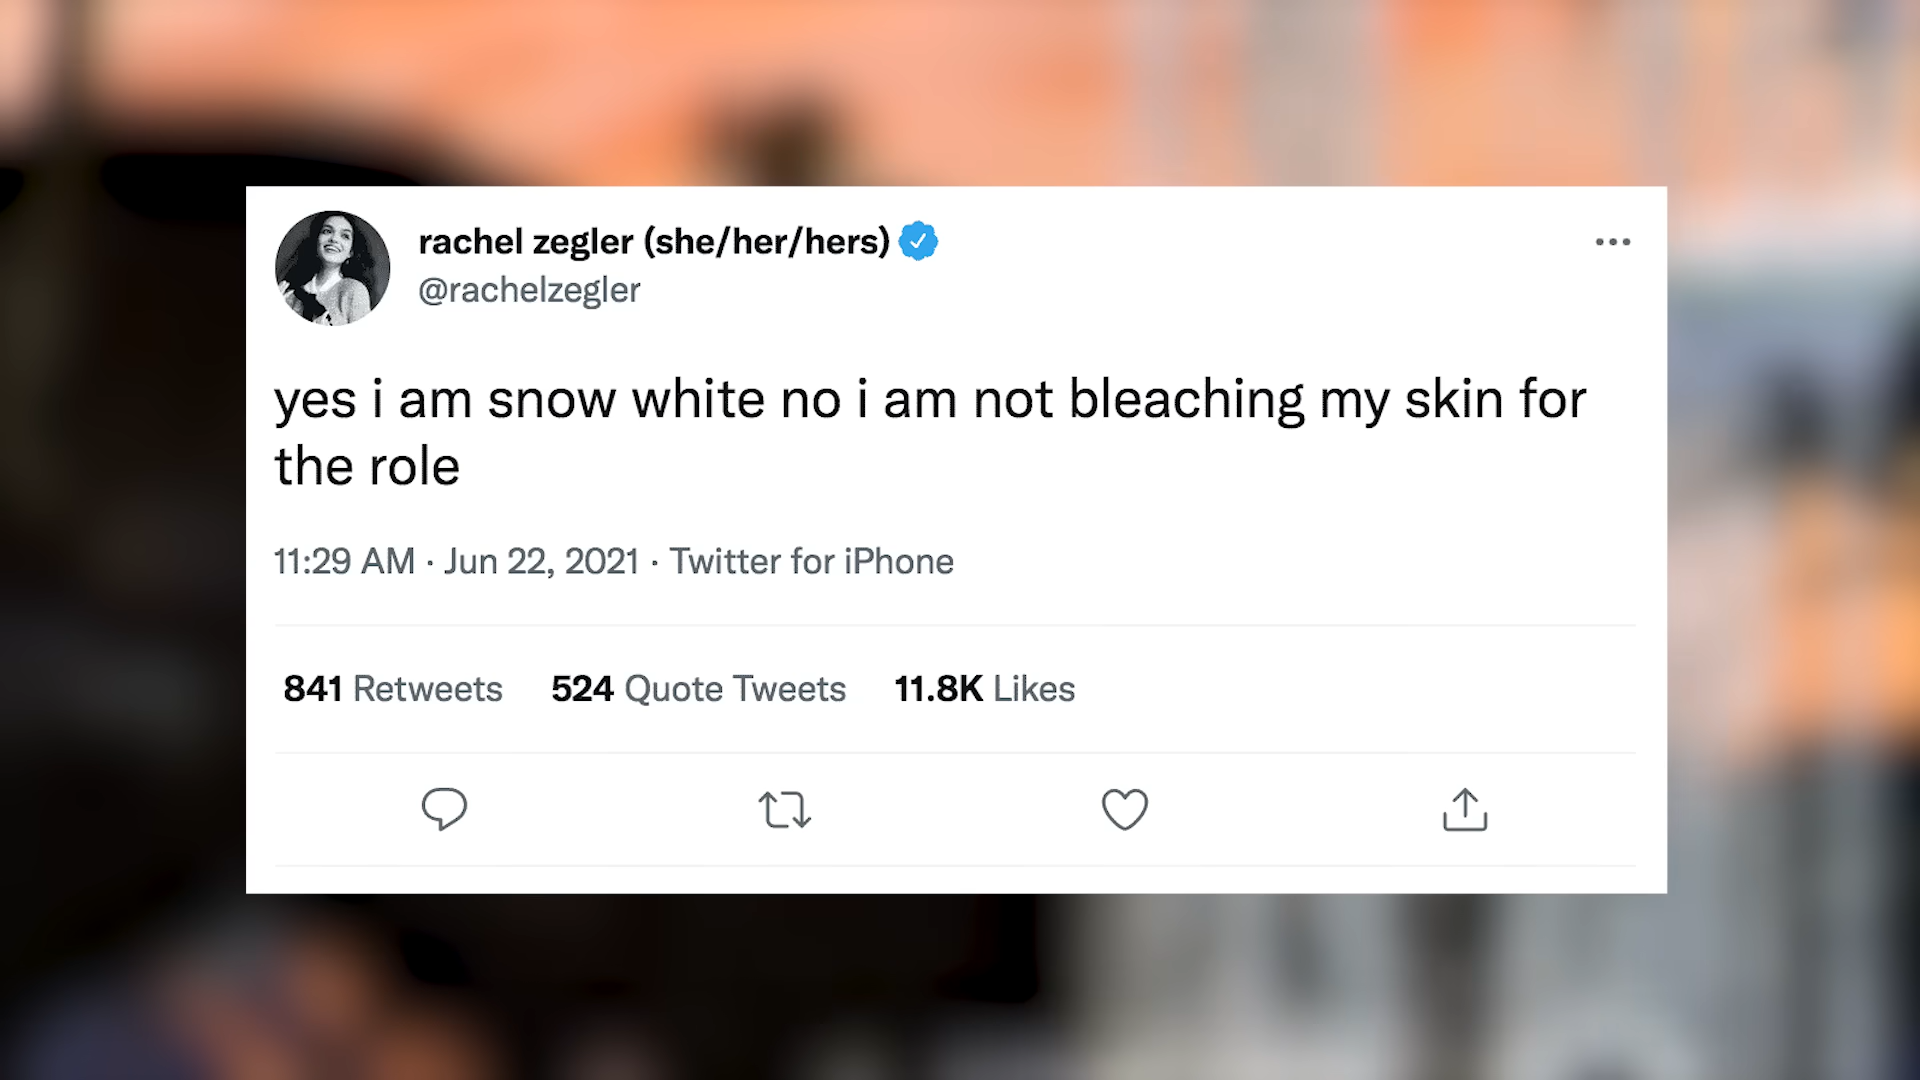 rachel zegler (she/her/hers)
@rachelzegler
yes i am snow white no i am not bleaching my skin for
the role
11:29 AM · Jun 22, 2021 · Twitter for iPhone
841 Retweets 524 Quote Tweets 11.8K Likes